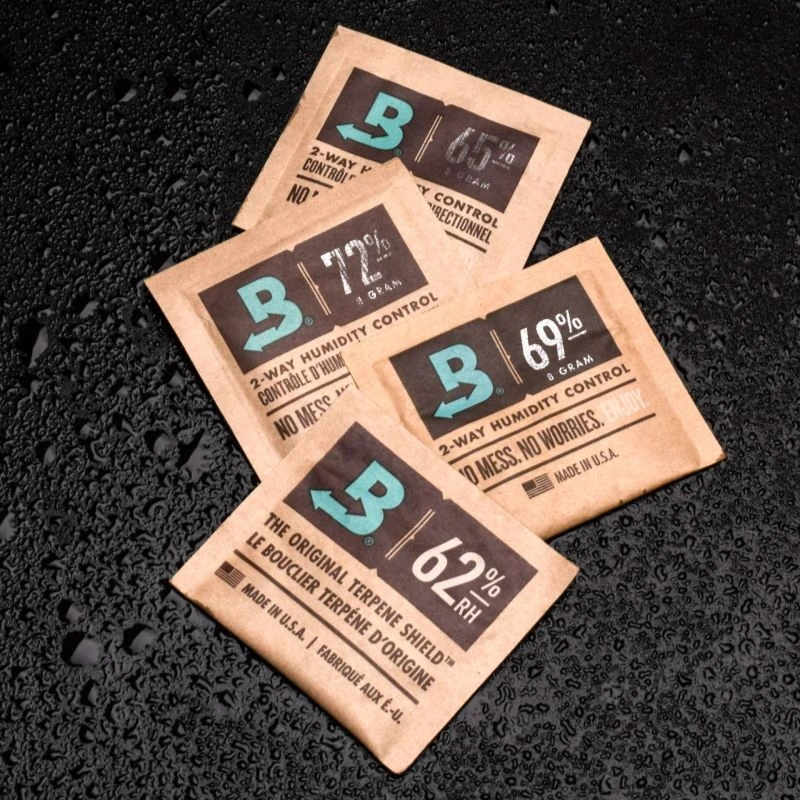 B 65%
8 GRAM
2-WAY H CONTROL
CONTRÔLE DIRECTIONNEL
NO
B® 72%
8 GRAM
2-WAY HUMIDITY CONTROL
CONTRÔLE D'HUM
NO MESS. N
B® 69%
8 GRAM
2-WAY HUMIDITY CONTROL
NO MESS. NO WORRIES. ENJOY.
MADE IN U.S.A.
B® 62%
RH
THE ORIGINAL TERPENE SHIELD™
LE BOUCLIER TERPÉNE D'ORIGINE
MADE IN U.S.A. | FABRIQUÉ AUX É.-U.